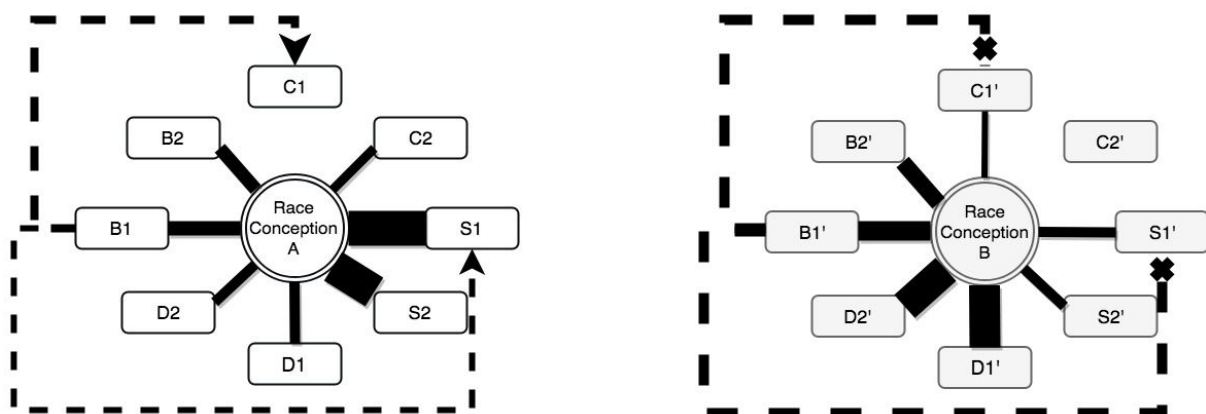 C1
B2
C2
Race
Conception
A
B1
S1
D2
S2
D1
C1'
B2'
C2'
Race
Conception
B
B1'
S1'
D2'
S2'
D1'